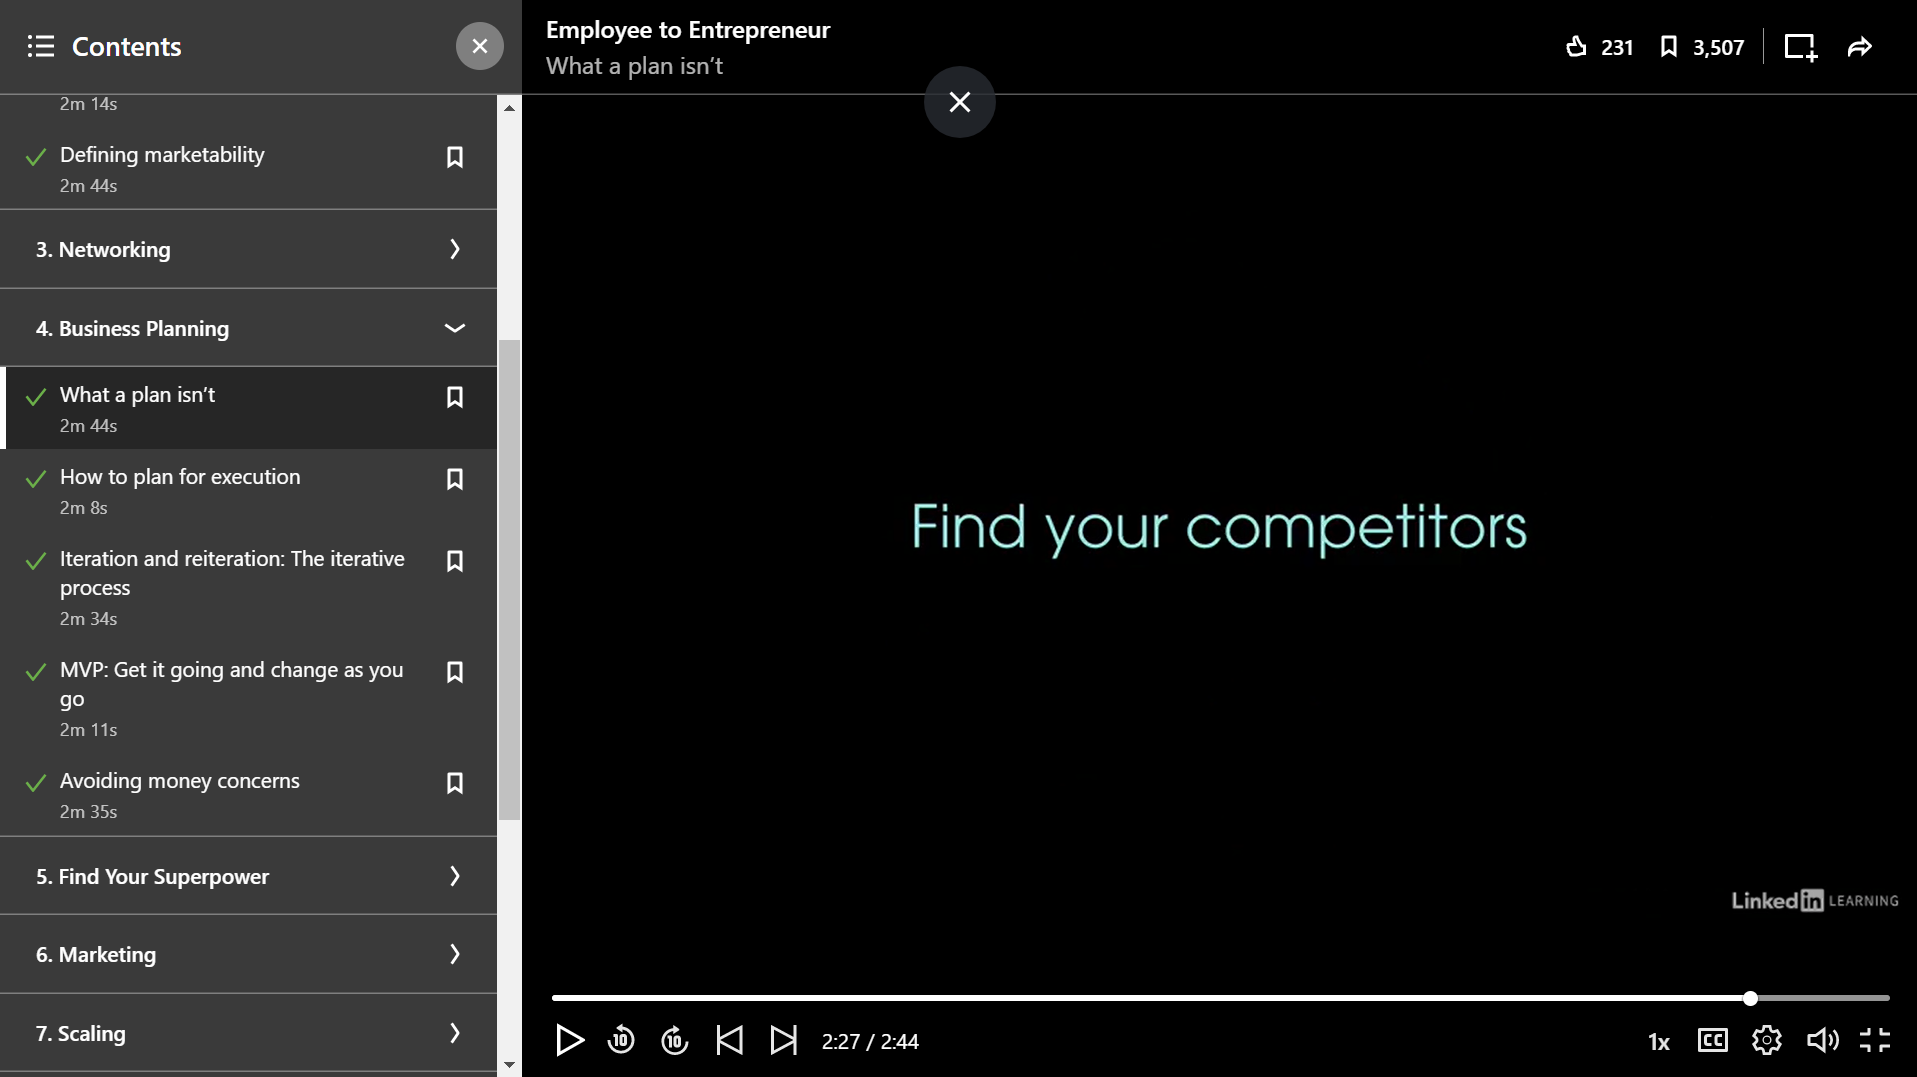 Contents
2m 14s
Defining marketability
2m 44s
3. Networking
4. Business Planning
What a plan isn't
2m 44s
How to plan for execution
2m 8s
Iteration and reiteration: The iterative
process
2m 34s
MVP: Get it going and change as you
go
2m 11s
Avoiding money concerns
2m 35s
5. Find Your Superpower
6. Marketing
7. Scaling
Employee to Entrepreneur
What a plan isn't
231
3,507
Find your competitors
Linked in LEARNING
10
10
2:27 / 2:44
1x
CC